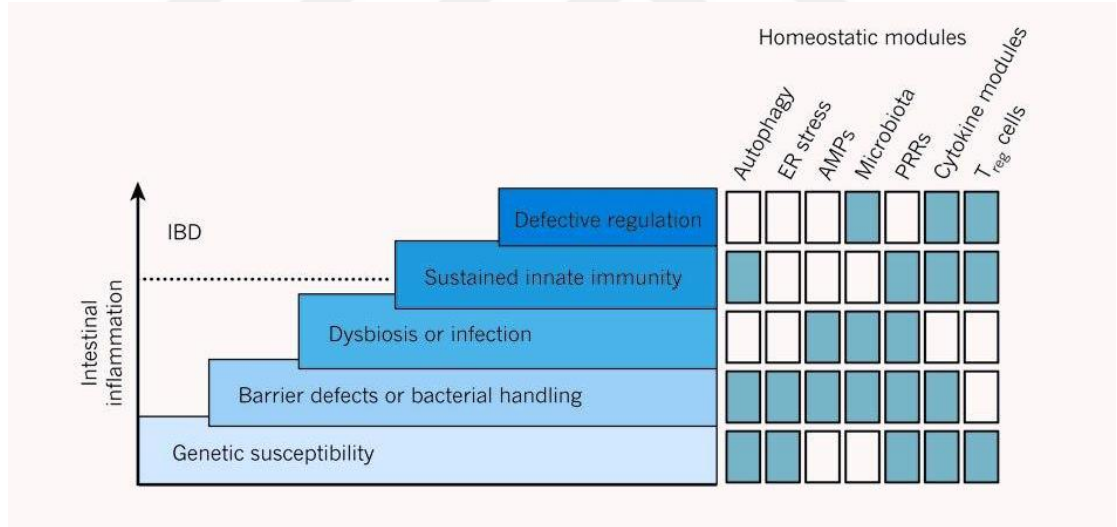 Homeostatic modules
Autophagy
ER stress
AMPs
Microbiota
PRRs
Cytokine modules
Treg cells
IBD
Defective regulation
Sustained innate immunity
Dysbiosis or infection
Barrier defects or bacterial handling
Genetic susceptibility
Intestinal
inflammation